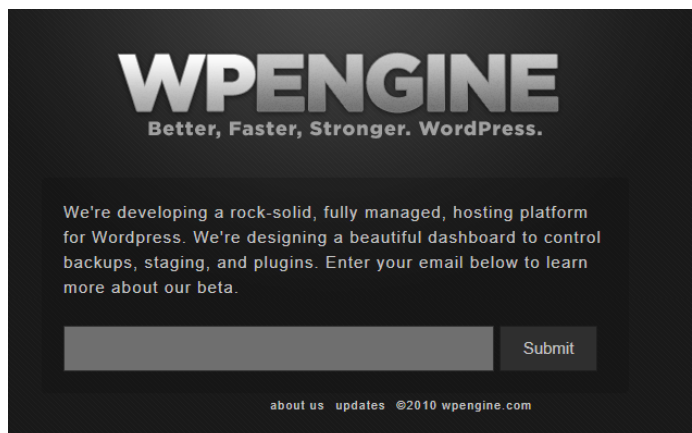 WPENGINE
Better, Faster, Stronger. WordPress.
We're developing a rock-solid, fully managed, hosting platform
for Wordpress. We're designing a beautiful dashboard to control
backups, staging, and plugins. Enter your email below to learn
more about our beta.
Submit
about us updates ©2010 wpengine.com